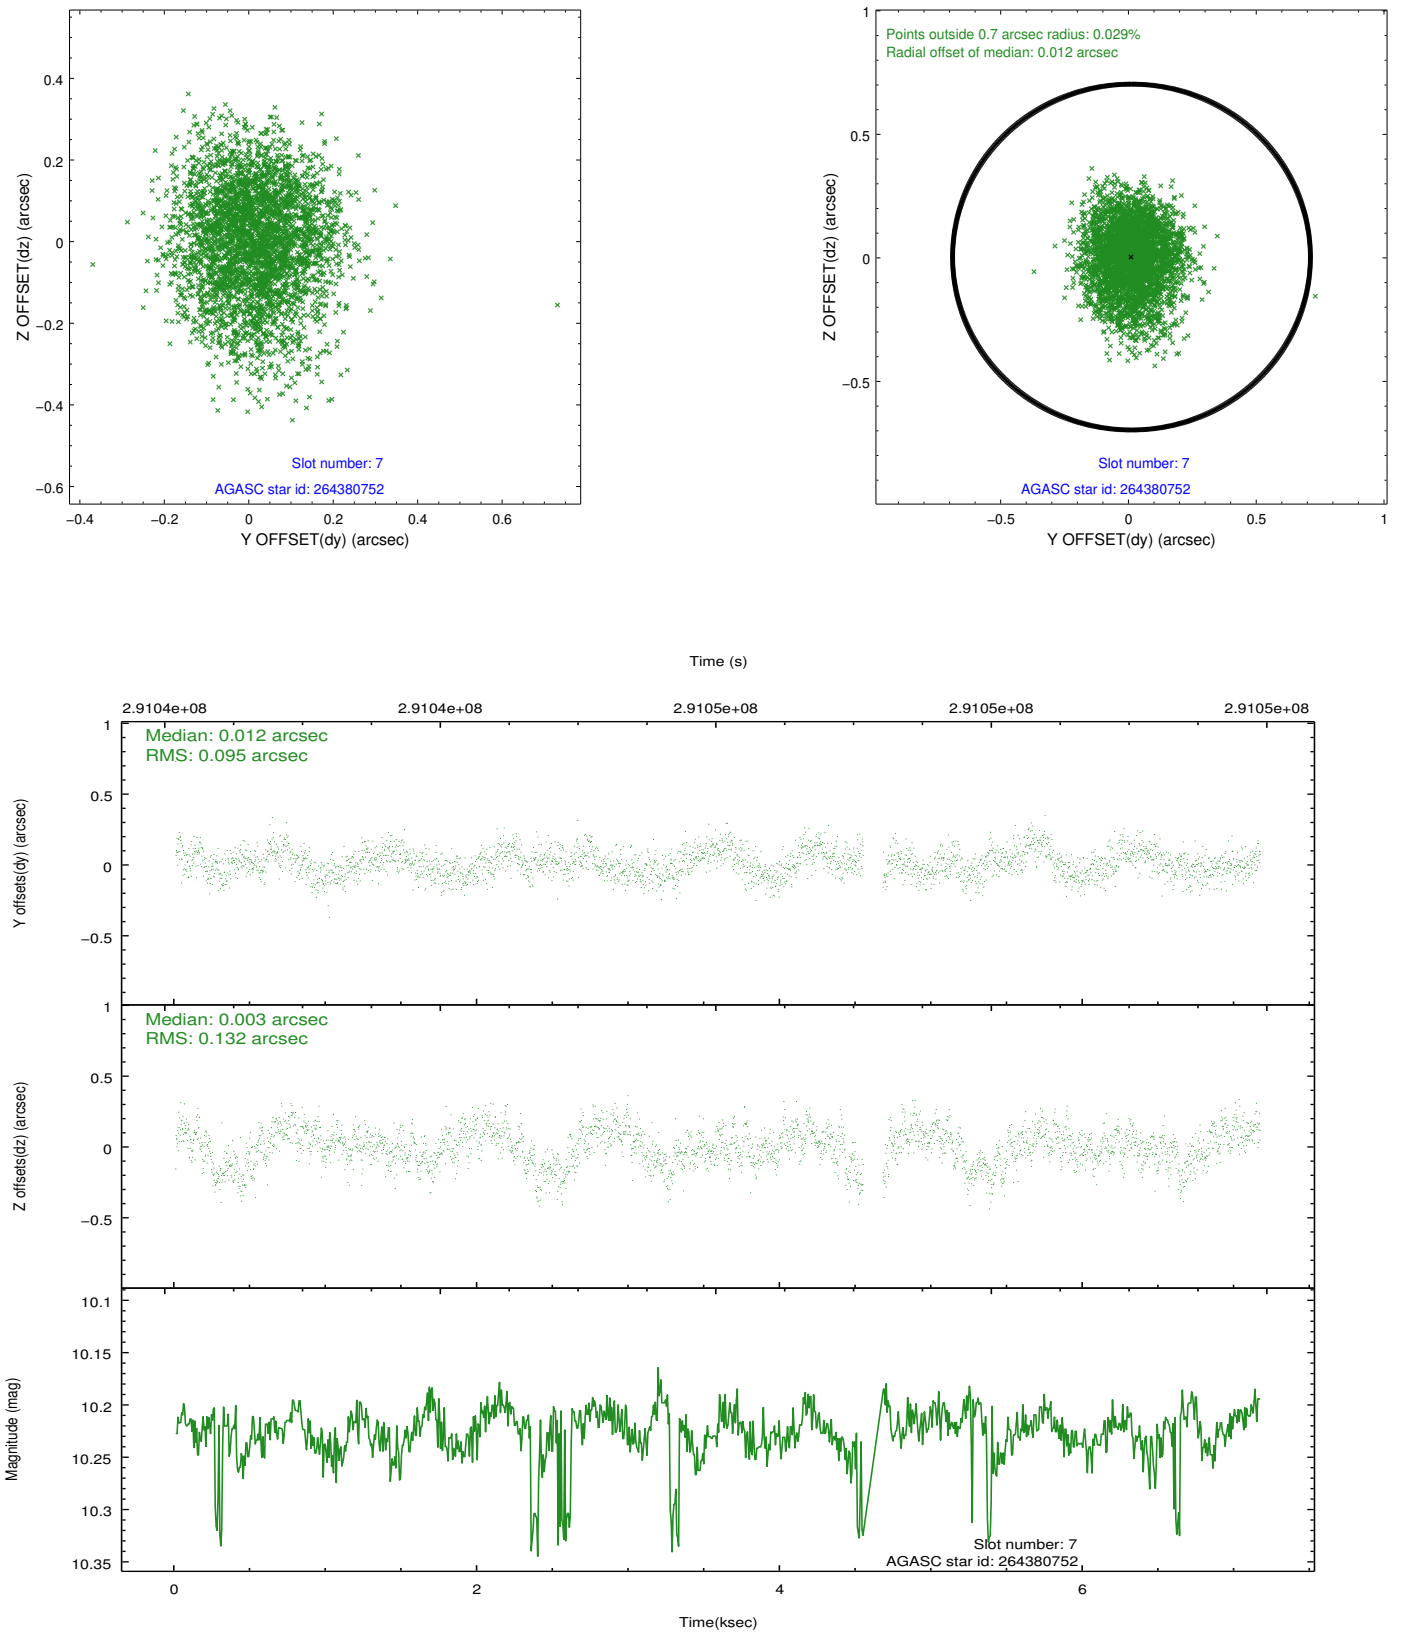 0.4
0.2
0
−0.2
−0.4
−0.6
Z OFFSET(dz) (arcsec)
Slot number: 7
AGASC star id: 264380752
−0.4 −0.2 0 0.2 0.4 0.6
Y OFFSET(dy) (arcsec)
1
0.5
0
−0.5
Z OFFSET(dz) (arcsec)
Points outside 0.7 arcsec radius: 0.029%
Radial offset of median: 0.012 arcsec
Slot number: 7
AGASC star id: 264380752
−0.5 0 0.5 1
Y OFFSET(dy) (arcsec)
Time (s)
2.9104e+08 2.9104e+08 2.9105e+08 2.9105e+08 2.9105e+08
1
0.5
0
−0.5
Y offsets(dy) (arcsec)
Median: 0.012 arcsec
RMS: 0.095 arcsec
1
0.5
0
−0.5
Z offsets(dz) (arcsec)
Median: 0.003 arcsec
RMS: 0.132 arcsec
10.1
10.15
10.2
10.25
10.3
10.35
Magnitude (mag)
Slot number: 7
AGASC star id: 264380752
0 2 4 6
Time(ksec)